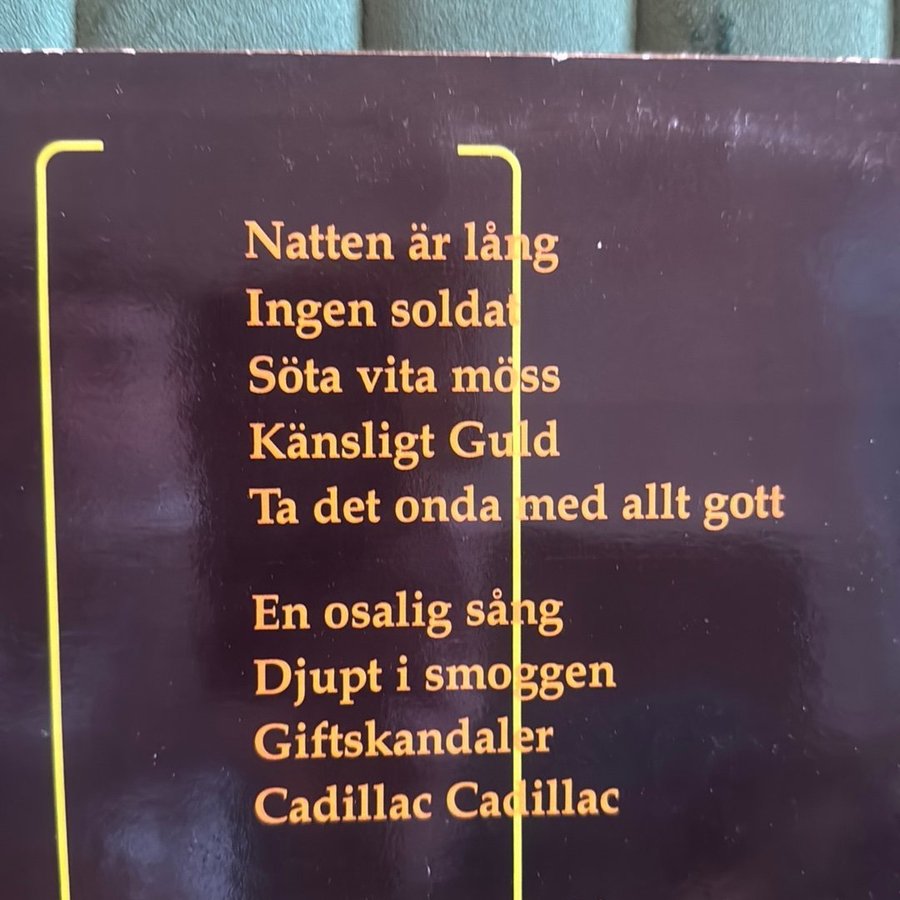 Natten är lång
Ingen soldat
Söta vita möss
Känsligt Guld
Ta det onda med allt gott
En osalig sång
Djupt i smoggen
Giftskandaler
Cadillac Cadillac